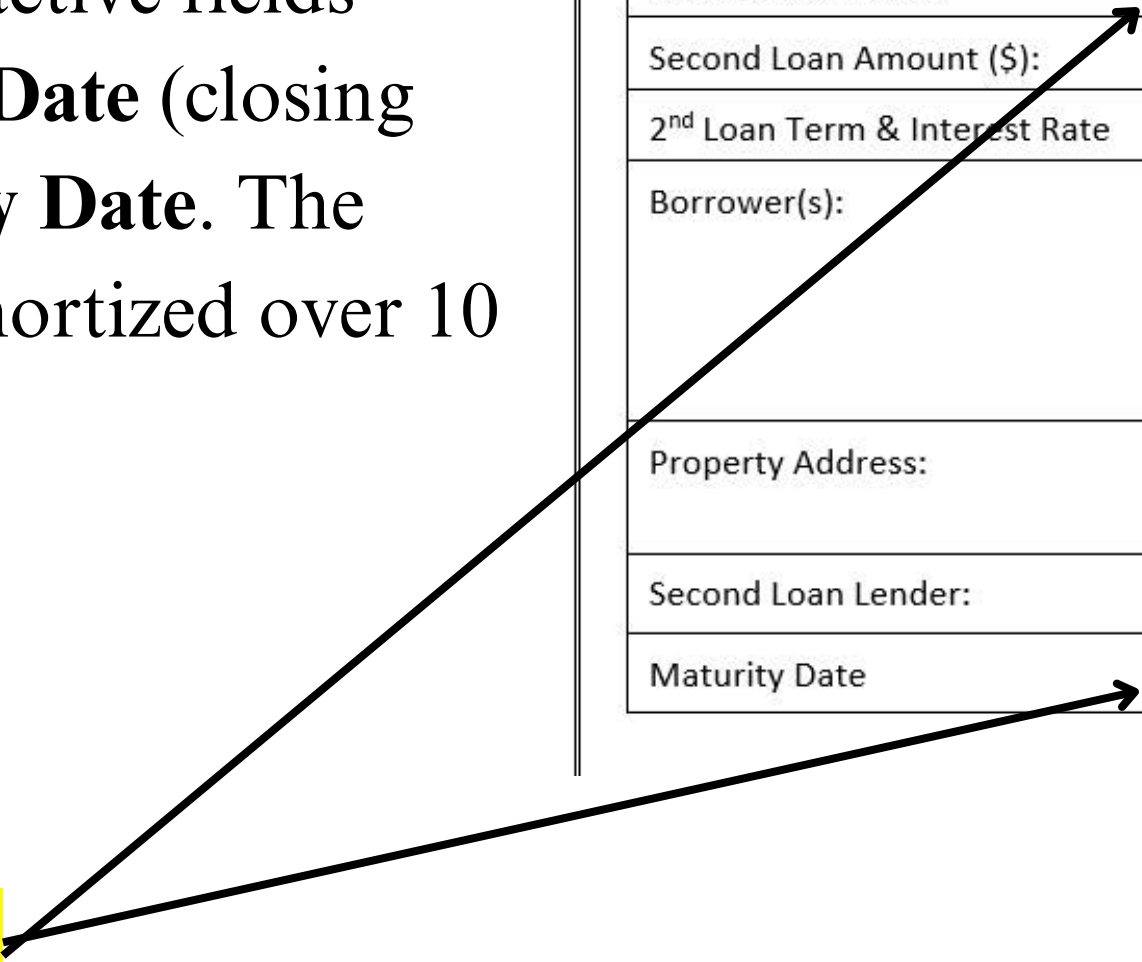 fields
Date (closing
Date. The
over 10
Second Loan Amount ($):
2nd Loan Term & Interest Rate
Borrower(s):
Property Address:
Second Loan Lender:
Maturity Date